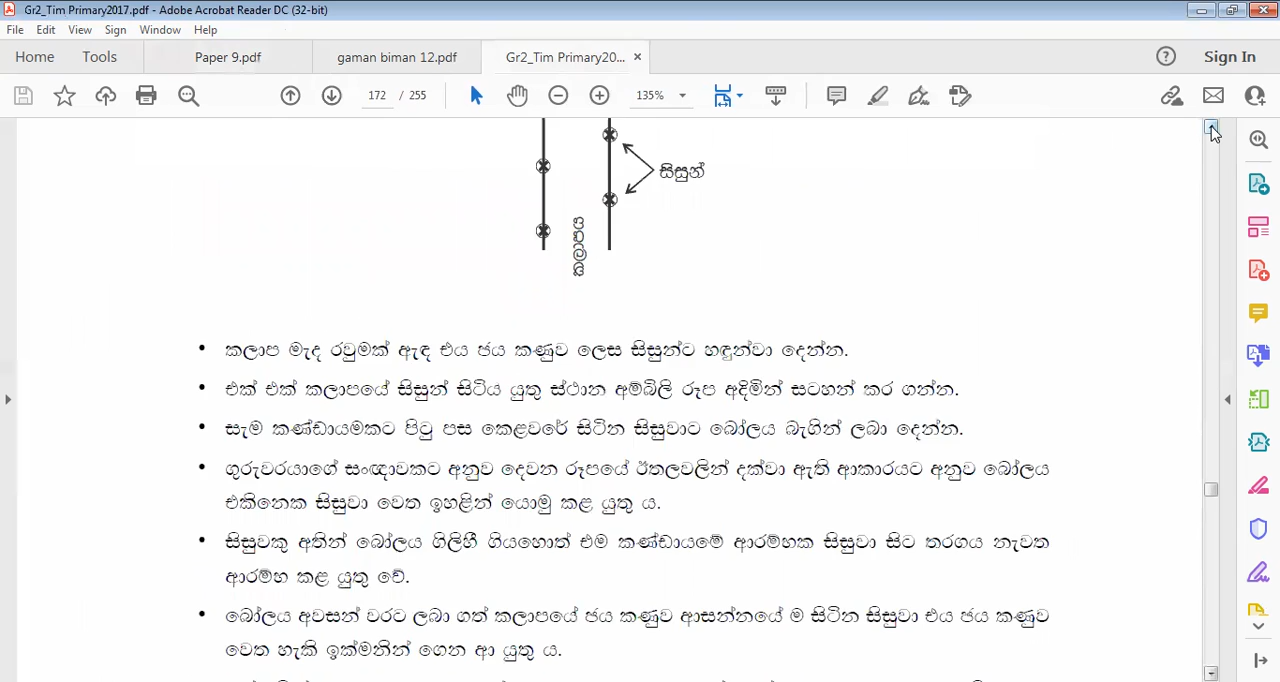 Gr2_Tim Primary2017.pdf - Adobe Acrobat Reader DC (32-bit)
File Edit View Sign Window Help
Home Tools Paper 9.pdf gaman biman 12.pdf Gr2_Tim Primary20... × Sign In
172 / 255 135%
සිසුන්
කලාපය
• කලාප මැද රවුමක් ඇඳ එය ජය කණුව ලෙස සිසුන්ට හඳුන්වා දෙන්න.
• එක් එක් කලාපයේ සිසුන් සිටිය යුතු ස්ථාන අම්බිලි රූප අදිමින් සටහන් කර ගන්න.
• සැම කණ්ඩායමකට පිටු පස කෙළවරේ සිටින සිසුවාට බෝලය බැගින් ලබා දෙන්න.
• ගුරුවරයාගේ සංඥාවකට අනුව දෙවන රූපයේ ඊතලවලින් දක්වා ඇති ආකාරයට අනුව බෝලය
එකිනෙක සිසුවා වෙත ඉහළින් යොමු කළ යුතු ය.
• සිසුවකු අතින් බෝලය ගිලිහී ගියහොත් එම කණ්ඩායමේ ආරම්භක සිසුවා සිට තරගය නැවත
ආරම්භ කළ යුතු වේ.
• බෝලය අවසන් වරට ලබා ගත් කලාපයේ ජය කණුව ආසන්නයේ ම සිටින සිසුවා එය ජය කණුව
වෙත හැකි ඉක්මනින් ගෙන ආ යුතු ය.